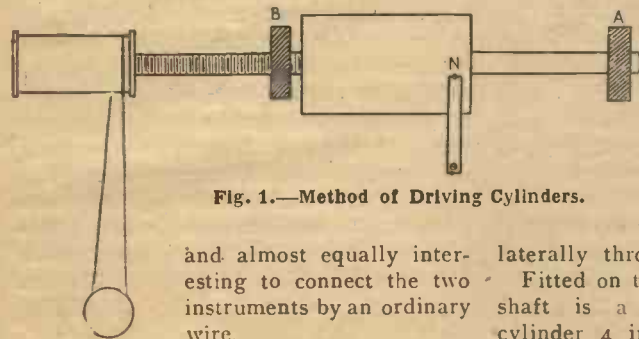 B
A
N
Fig. 1.—Method of Driving Cylinders.
and almost equally inter-
esting to connect the two
instruments by an ordinary
wire
laterally thro
Fitted on t
shaft is a
cylinder 4 i